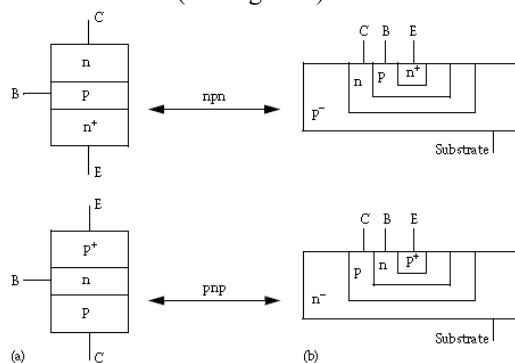 C
C B E
n
n p n⁺
B p
npn
n⁺
p⁻
E
Substrate
E
C B E
p⁺
p n p⁺
B n
pnp
p
n⁻
C
Substrate
(a) (b)